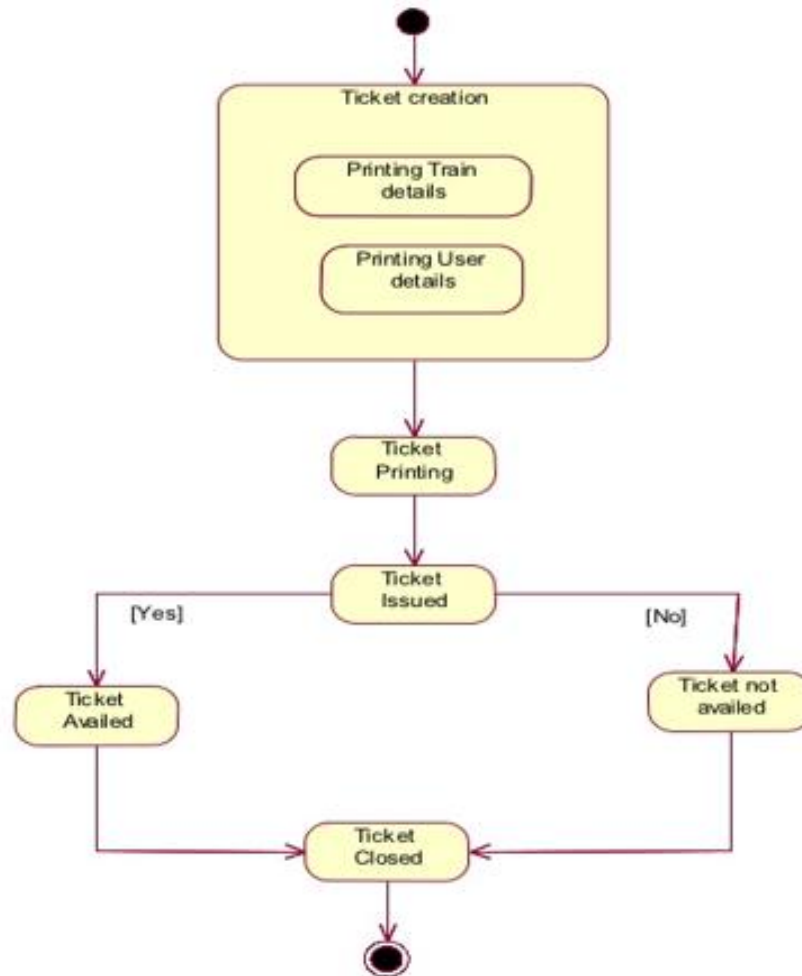 Ticket creation
Printing Train
details
Printing User
details
Ticket
Printing
Ticket
Issued
[Yes]
[No]
Ticket
Availed
Ticket not
availed
Ticket
Closed